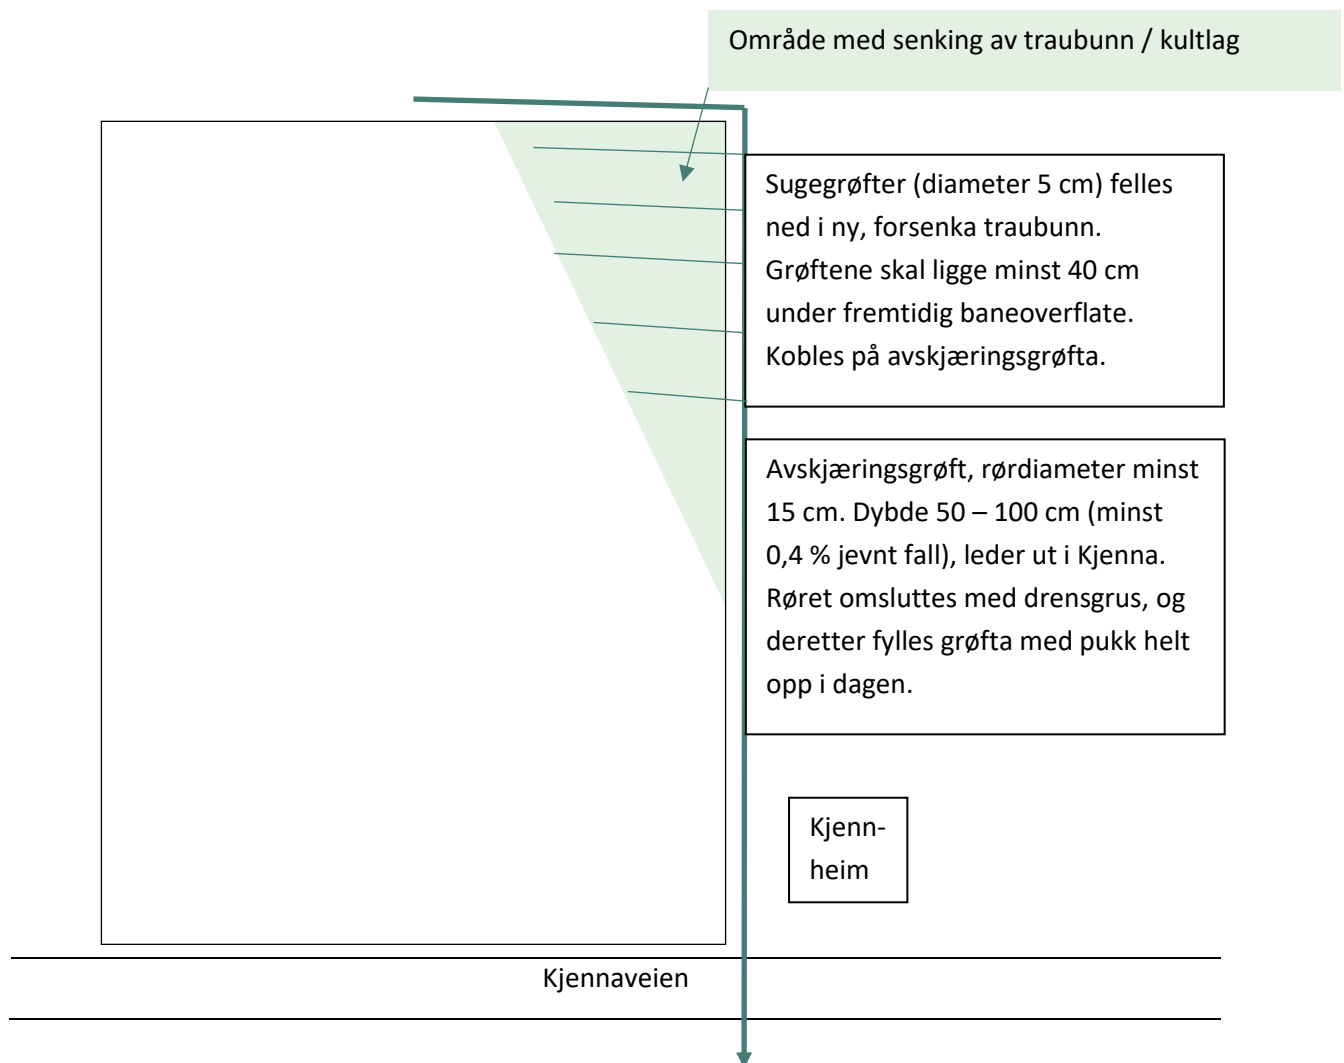 Område med senking av traubunn / kultlag
Sugegrøfter (diameter 5 cm) felles
ned i ny, forsenka traubunn.
Grøftene skal ligge minst 40 cm
under fremtidig baneoverflate.
Kobles på avskjæringsgrøfta.
Avskjæringsgrøft, rørdiameter minst
15 cm. Dybde 50 – 100 cm (minst
0,4 % jevnt fall), leder ut i Kjenna.
Røret omsluttes med drensgrus, og
deretter fylles grøfta med pukk helt
opp i dagen.
Kjenn-
heim
Kjennaveien